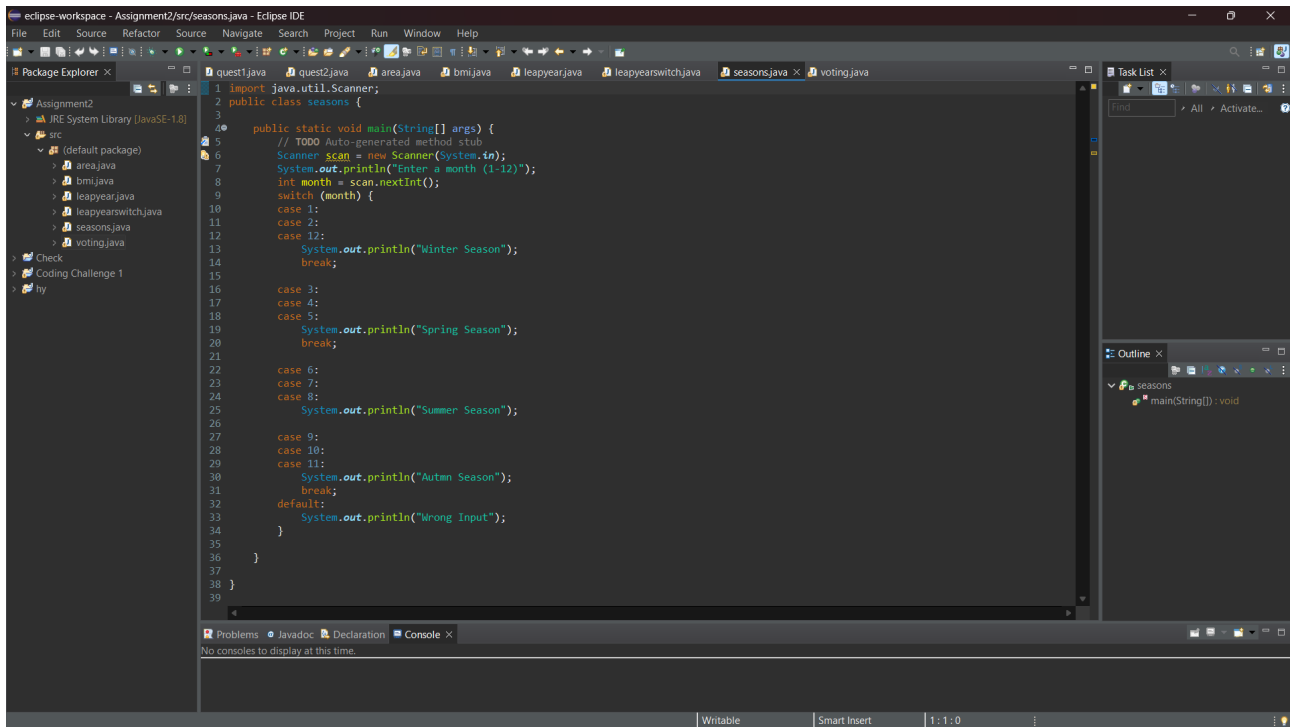 eclipse-workspace - Assignment2/src/seasons.java - Eclipse IDE
File Edit Source Refactor Source Navigate Search Project Run Window Help
Package Explorer
quest1.java quest2.java area.java bmi.java leapyear.java leapyearswitch.java seasons.java voting.java
Task List
Find All Activate...
Assignment2
JRE System Library [JavaSE-1.8]
src
(default package)
area.java
bmi.java
leapyear.java
leapyearswitch.java
seasons.java
voting.java
Check
Coding Challenge 1
hy
1 import java.util.Scanner;
2 public class seasons {
3
4 public static void main(String[] args) {
5 // TODO Auto-generated method stub
6 Scanner scan = new Scanner(System.in);
7 System.out.println("Enter a month (1-12)");
8 int month = scan.nextInt();
9 switch (month) {
10 case 1:
11 case 2:
12 case 12:
13 System.out.println("Winter Season");
14 break;
15
16 case 3:
17 case 4:
18 case 5:
19 System.out.println("Spring Season");
20 break;
21
22 case 6:
23 case 7:
24 case 8:
25 System.out.println("Summer Season");
26
27 case 9:
28 case 10:
29 case 11:
30 System.out.println("Autmn Season");
31 break;
32 default:
33 System.out.println("Wrong Input");
34 }
35
36 }
37
38 }
39
Outline
seasons
main(String[]) : void
Problems Javadoc Declaration Console
No consoles to display at this time.
Writable Smart Insert 1 : 1 : 0